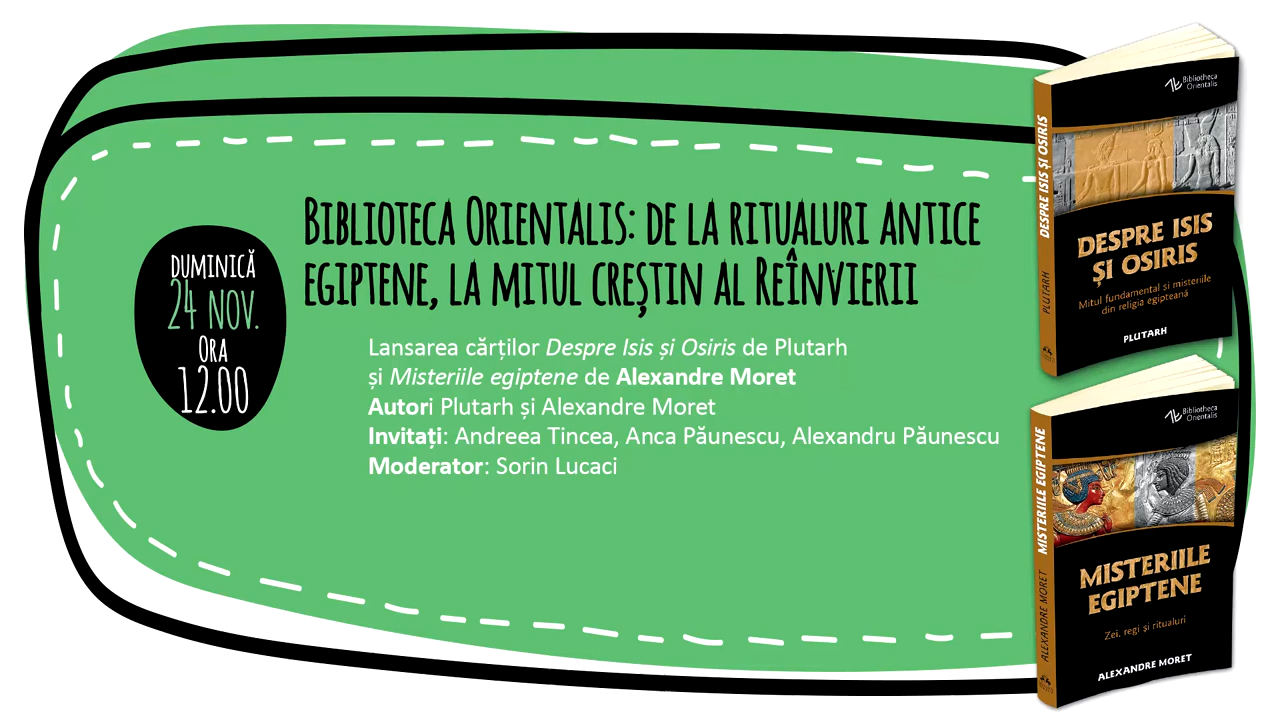 DUMINICĂ
24 NOV.
ORA
12.00
BIBLIOTECA ORIENTALIS: DE LA RITUALURI ANTICE
EGIPTENE, LA MITUL CREȘTIN AL REÎNVIERII
Lansarea cărților Despre Isis și Osiris de Plutarh
și Misteriile egiptene de Alexandre Moret
Autori Plutarh și Alexandre Moret
Invitați: Andreea Tincea, Anca Păunescu, Alexandru Păunescu
Moderator: Sorin Lucaci
DESPRE ISIS ȘI OSIRIS
PLUTARH
Bibliotheca
Orientalis
DESPRE ISIS
ȘI OSIRIS
Mitul fundamental și misteriile
din religia egipteană
PLUTARH
MISTERIILE EGIPTENE
ALEXANDRE MORET
Bibliotheca
Orientalis
MISTERIILE
EGIPTENE
Zei, regi și ritualuri
ALEXANDRE MORET